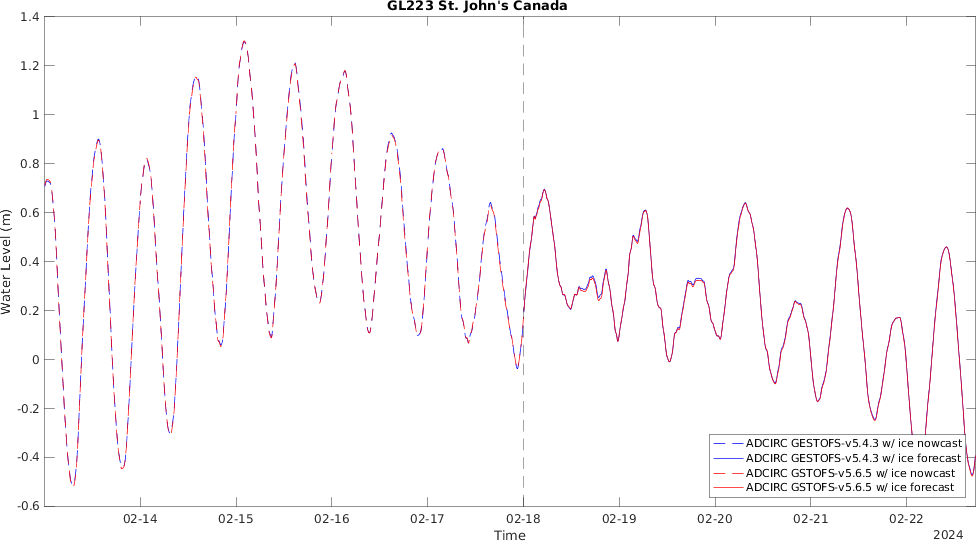 GL223 St. John's Canada
Water Level (m)
1.4
1.2
1
0.8
0.6
0.4
0.2
0
-0.2
-0.4
-0.6
ADCIRC GESTOFS-v5.4.3 w/ ice nowcast
ADCIRC GESTOFS-v5.4.3 w/ ice forecast
ADCIRC GSTOFS-v5.6.5 w/ ice nowcast
ADCIRC GSTOFS-v5.6.5 w/ ice forecast
02-14 02-15 02-16 02-17 02-18 02-19 02-20 02-21 02-22
Time
2024